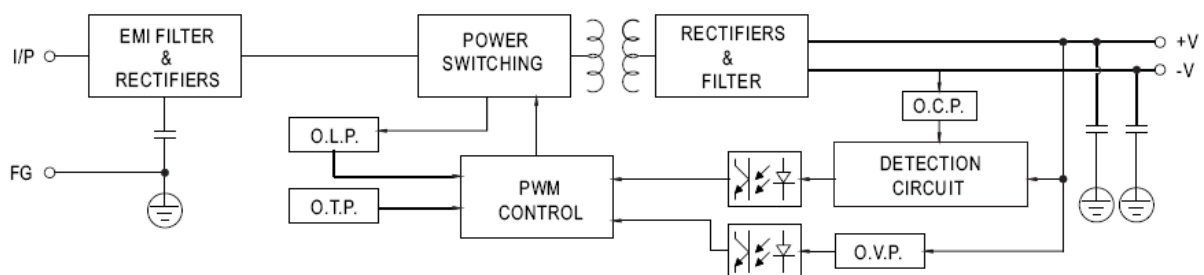 I/P
EMI FILTER
&
RECTIFIERS
POWER
SWITCHING
RECTIFIERS
&
FILTER
+V
-V
O.C.P.
O.L.P.
FG
O.T.P.
PWM
CONTROL
DETECTION
CIRCUIT
O.V.P.